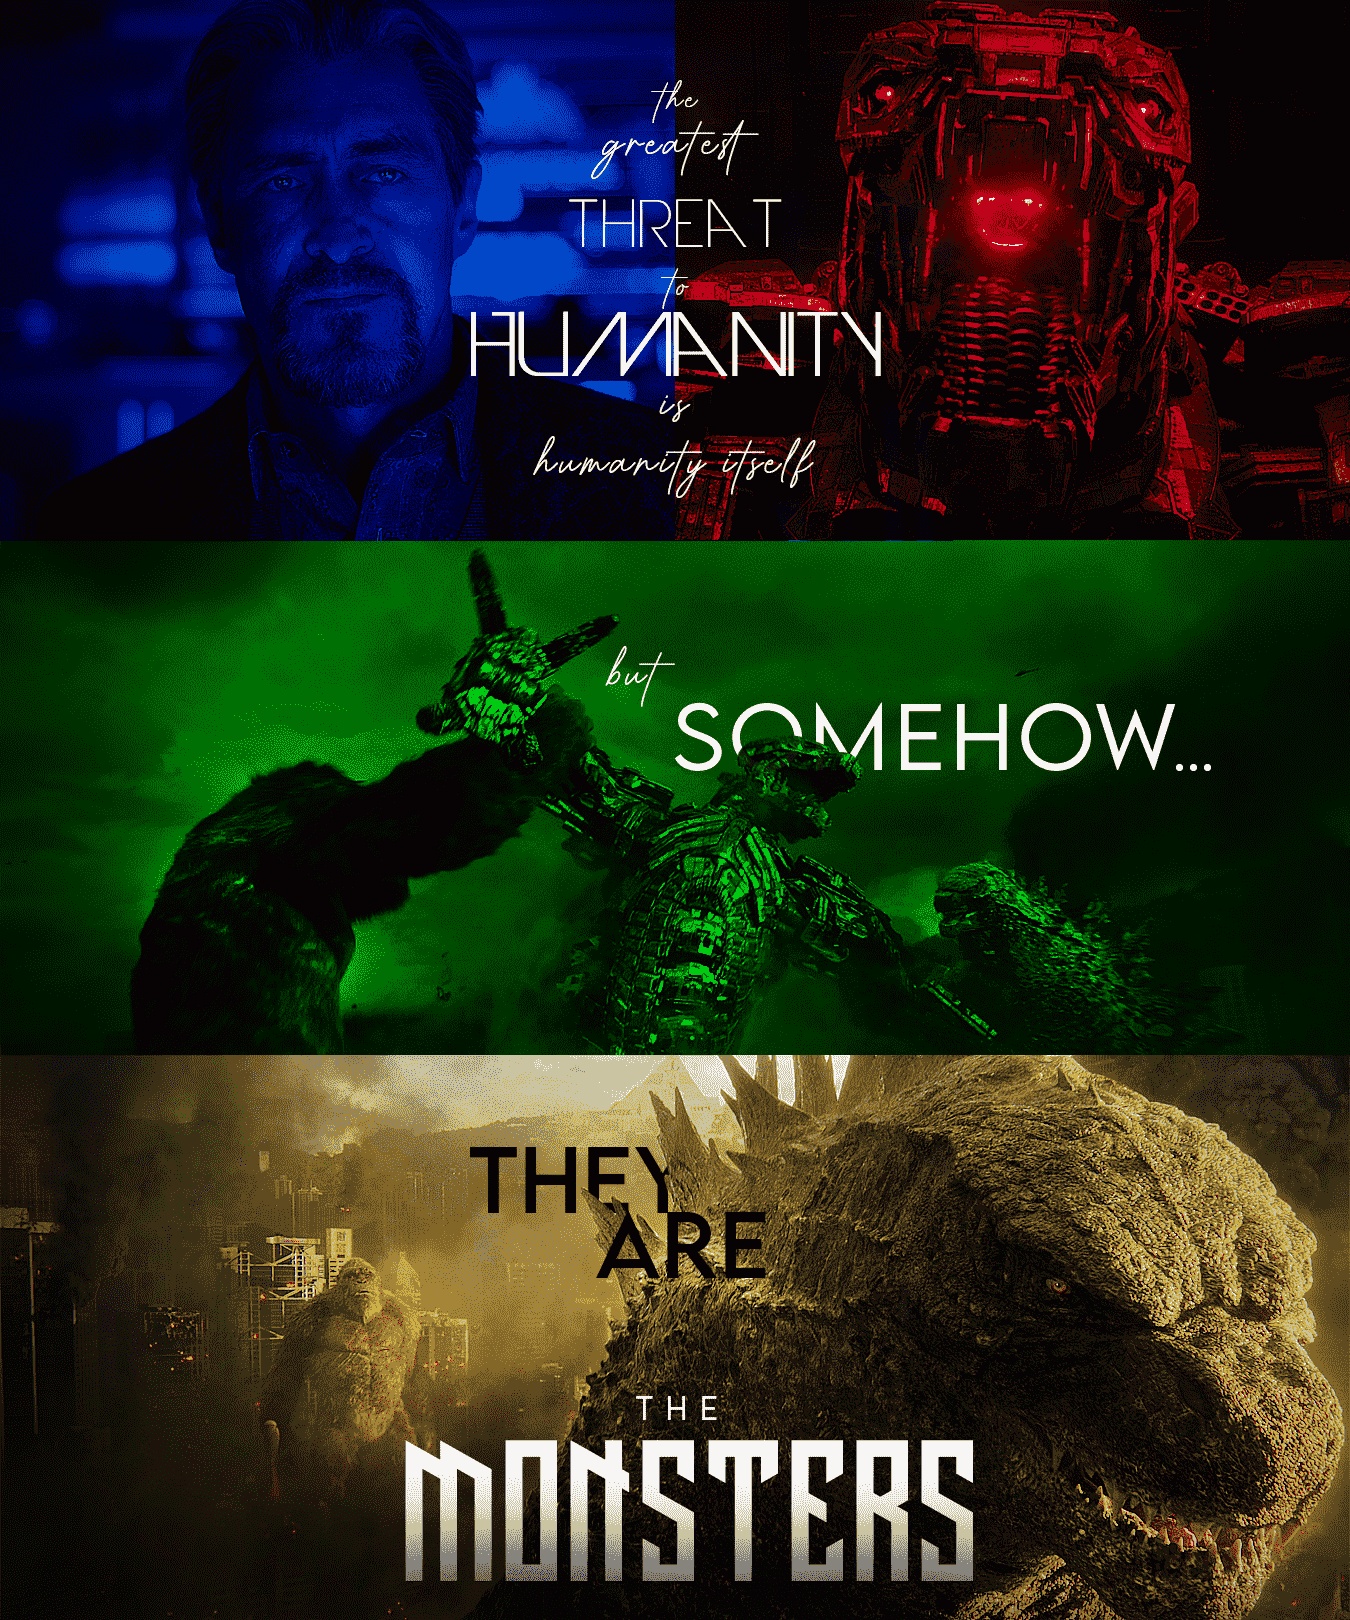 the
greatest
THREAT
to
HUMANITY
is
humanity itself
but
SOMEHOW...
THEY
ARE
THE
MONSTERS